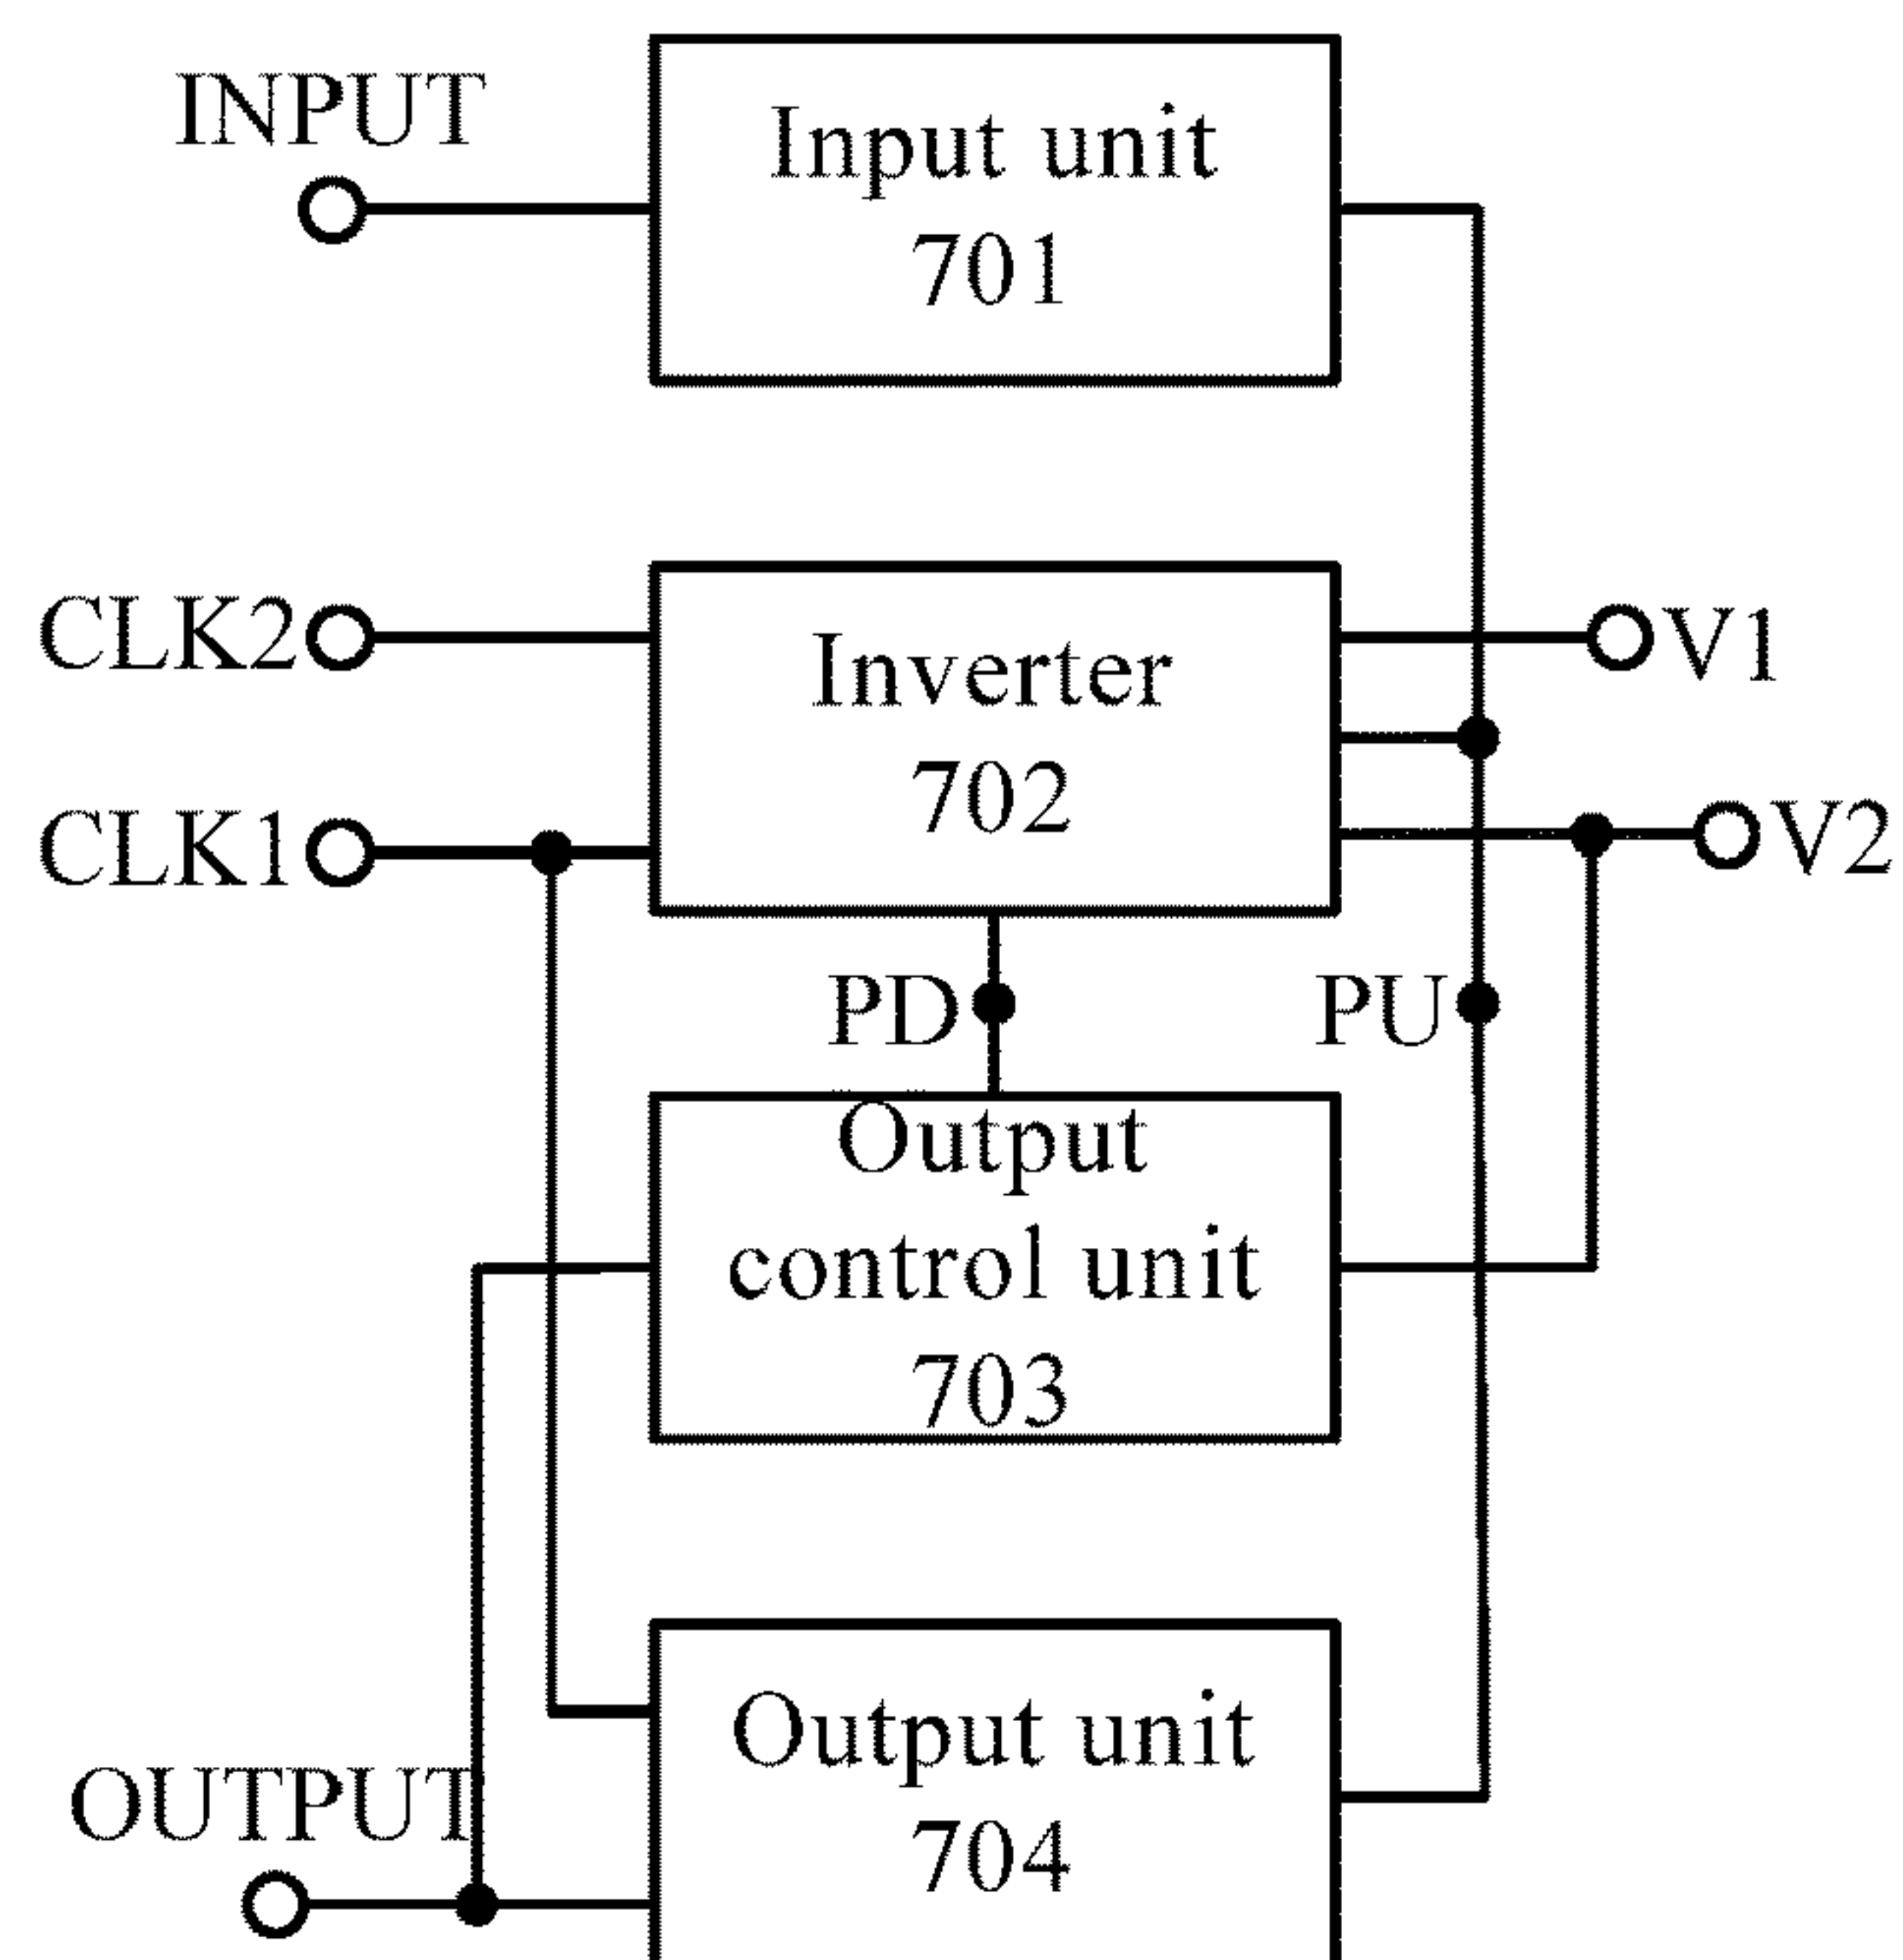 INPUT
Input unit
701
CLK2
Inverter
702
V1
CLK1
V2
PD
PU
Output
control unit
703
Output unit
704
OUTPUT